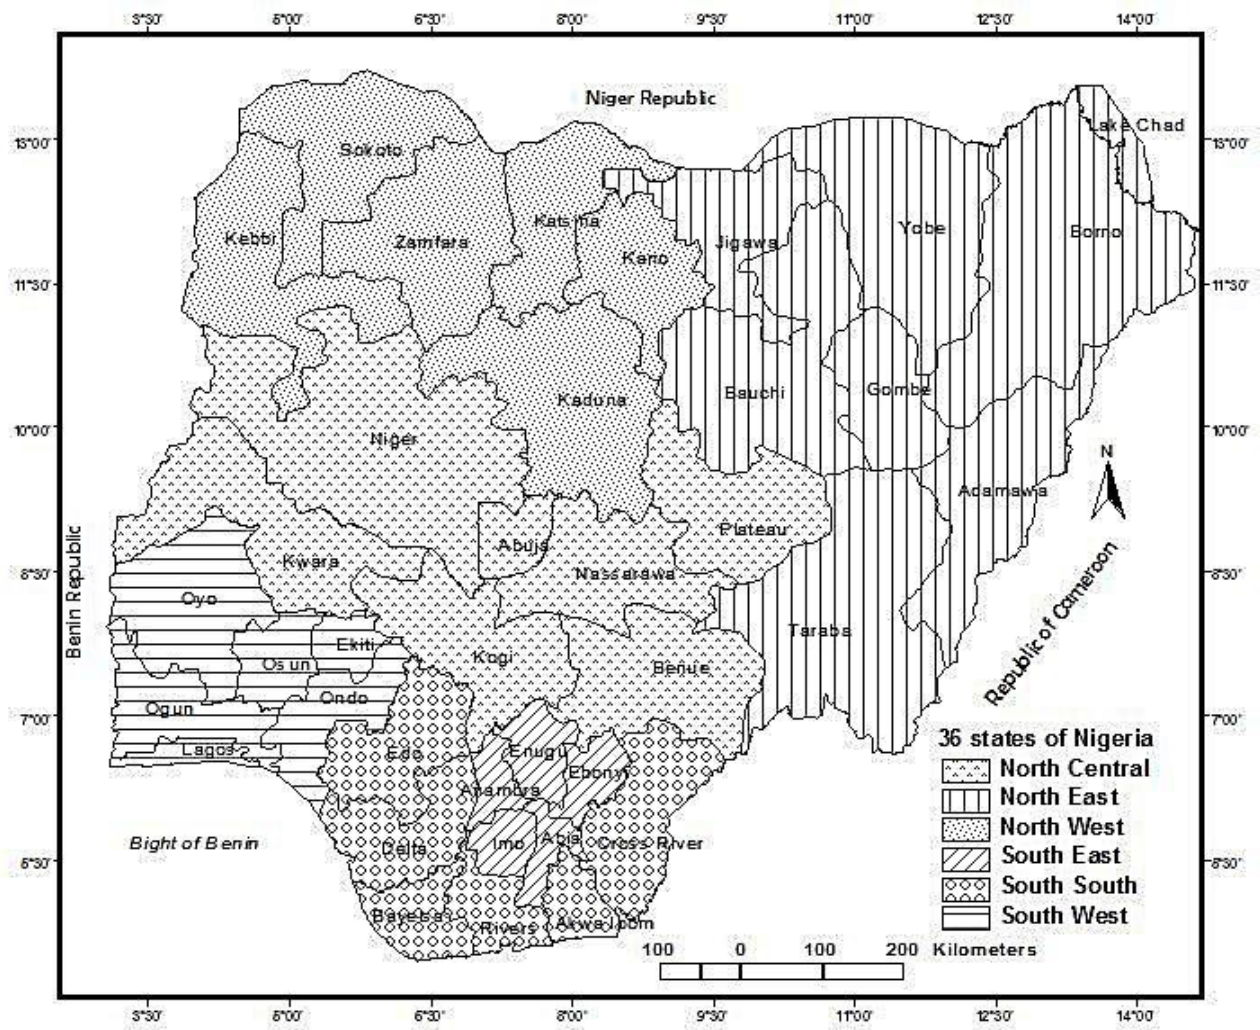 3°30' 5°00' 6°30' 8°00' 9°30' 11°00' 12°30' 14°00'
Niger Republic
Lake Chad
13°00' 13°00'
Sokoto
Katsina
Kebbi Zamfara Jigawa Yobe Borno
Kano
11°30' 11°30'
Bauchi Gombe
Kaduna
10°00' Niger 10°00'
N
Adamawa
Plateau
Abuja
Kwara Nassarawa
8°30' 8°30'
Benin Republic
Republic of Cameroon
Oyo
Taraba
Ekiti
Osun Kogi Benue
Ondo
Ogun
7°00' 7°00'
Lagos Edo Enugu
Ebony
Anambra
36 states of Nigeria
North Central
North East
North West
South East
South South
South West
Bight of Benin Delta Imo Abia Cross River
5°30' 8°30'
Bayelsa Rivers Akwa Ibom
100 0 100 200 Kilometers
3°30' 5°00' 6°30' 8°00' 9°30' 11°00' 12°30' 14°00'